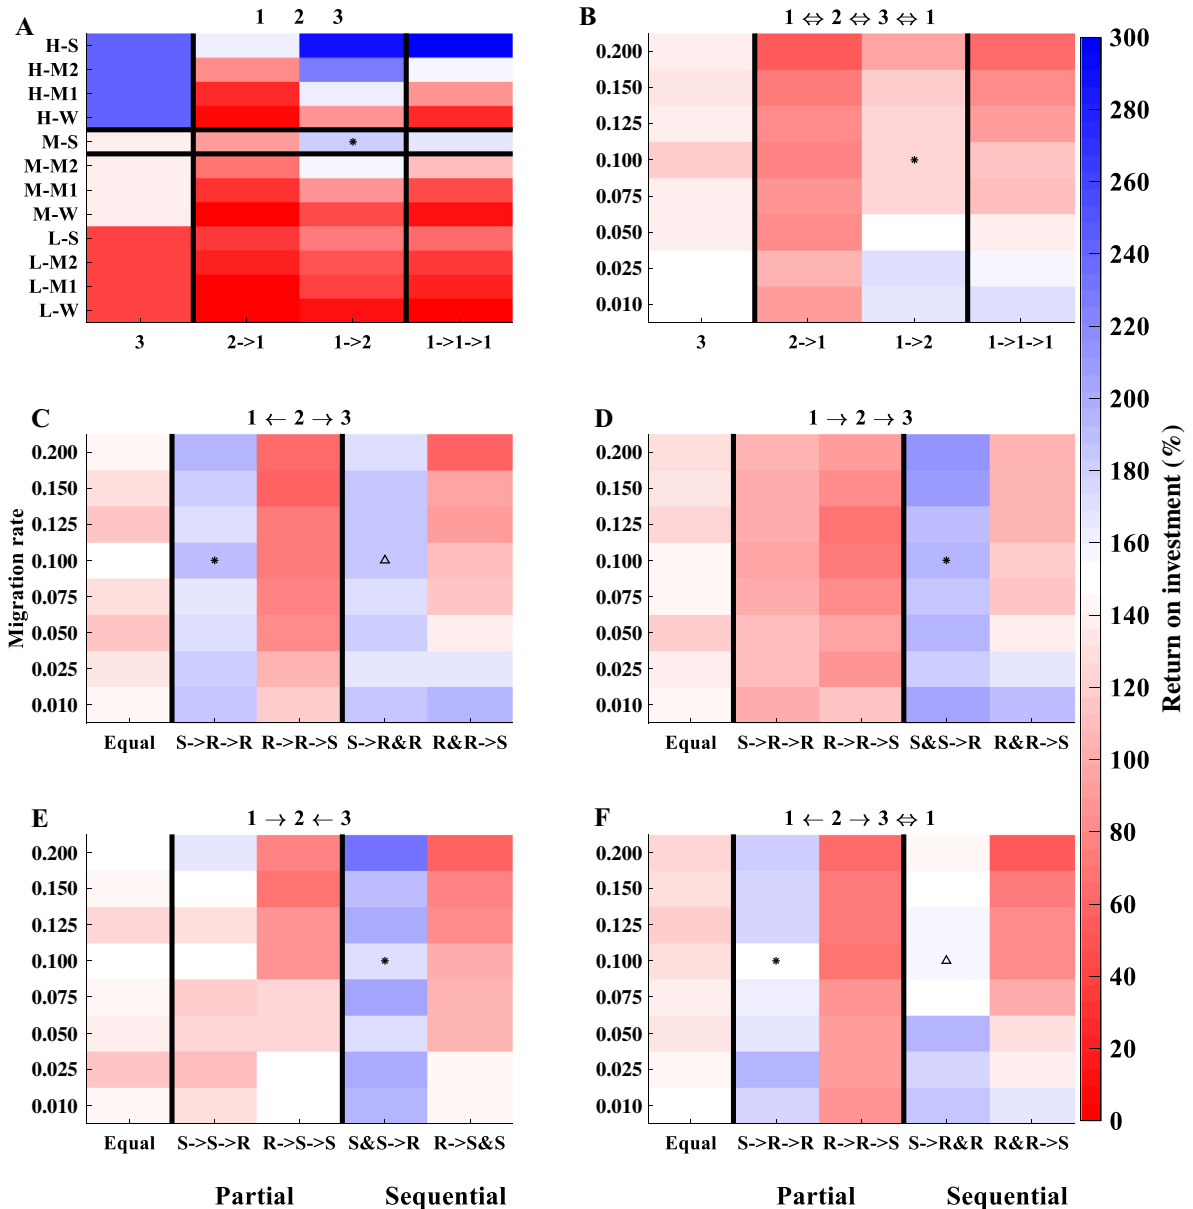 A
1 2 3
H-S
H-M2
H-M1
H-W
M-S
M-M2
M-M1
M-W
L-S
L-M2
L-M1
L-W
3 2->1 1->2 1->1->1
B
1 ⇔ 2 ⇔ 3 ⇔ 1
0.200
0.150
0.125
0.100
0.075
0.050
0.025
0.010
3 2->1 1->2 1->1->1
C
1 ← 2 → 3
Migration rate
0.200
0.150
0.125
0.100
0.075
0.050
0.025
0.010
Equal S->R->R R->R->S S->R&R R&R->S
D
1 → 2 → 3
0.200
0.150
0.125
0.100
0.075
0.050
0.025
0.010
Equal S->R->R R->R->S S&S->R R&R->S
E
1 → 2 ← 3
0.200
0.150
0.125
0.100
0.075
0.050
0.025
0.010
Equal S->S->R R->S->S S&S->R R->S&S
Partial Sequential
F
1 ← 2 → 3 ⇔ 1
0.200
0.150
0.125
0.100
0.075
0.050
0.025
0.010
Equal S->R->R R->R->S S->R&R R&R->S
Partial Sequential
300
280
260
240
220
200
180
160
140
120
100
80
60
40
20
0
Return on investment (%)